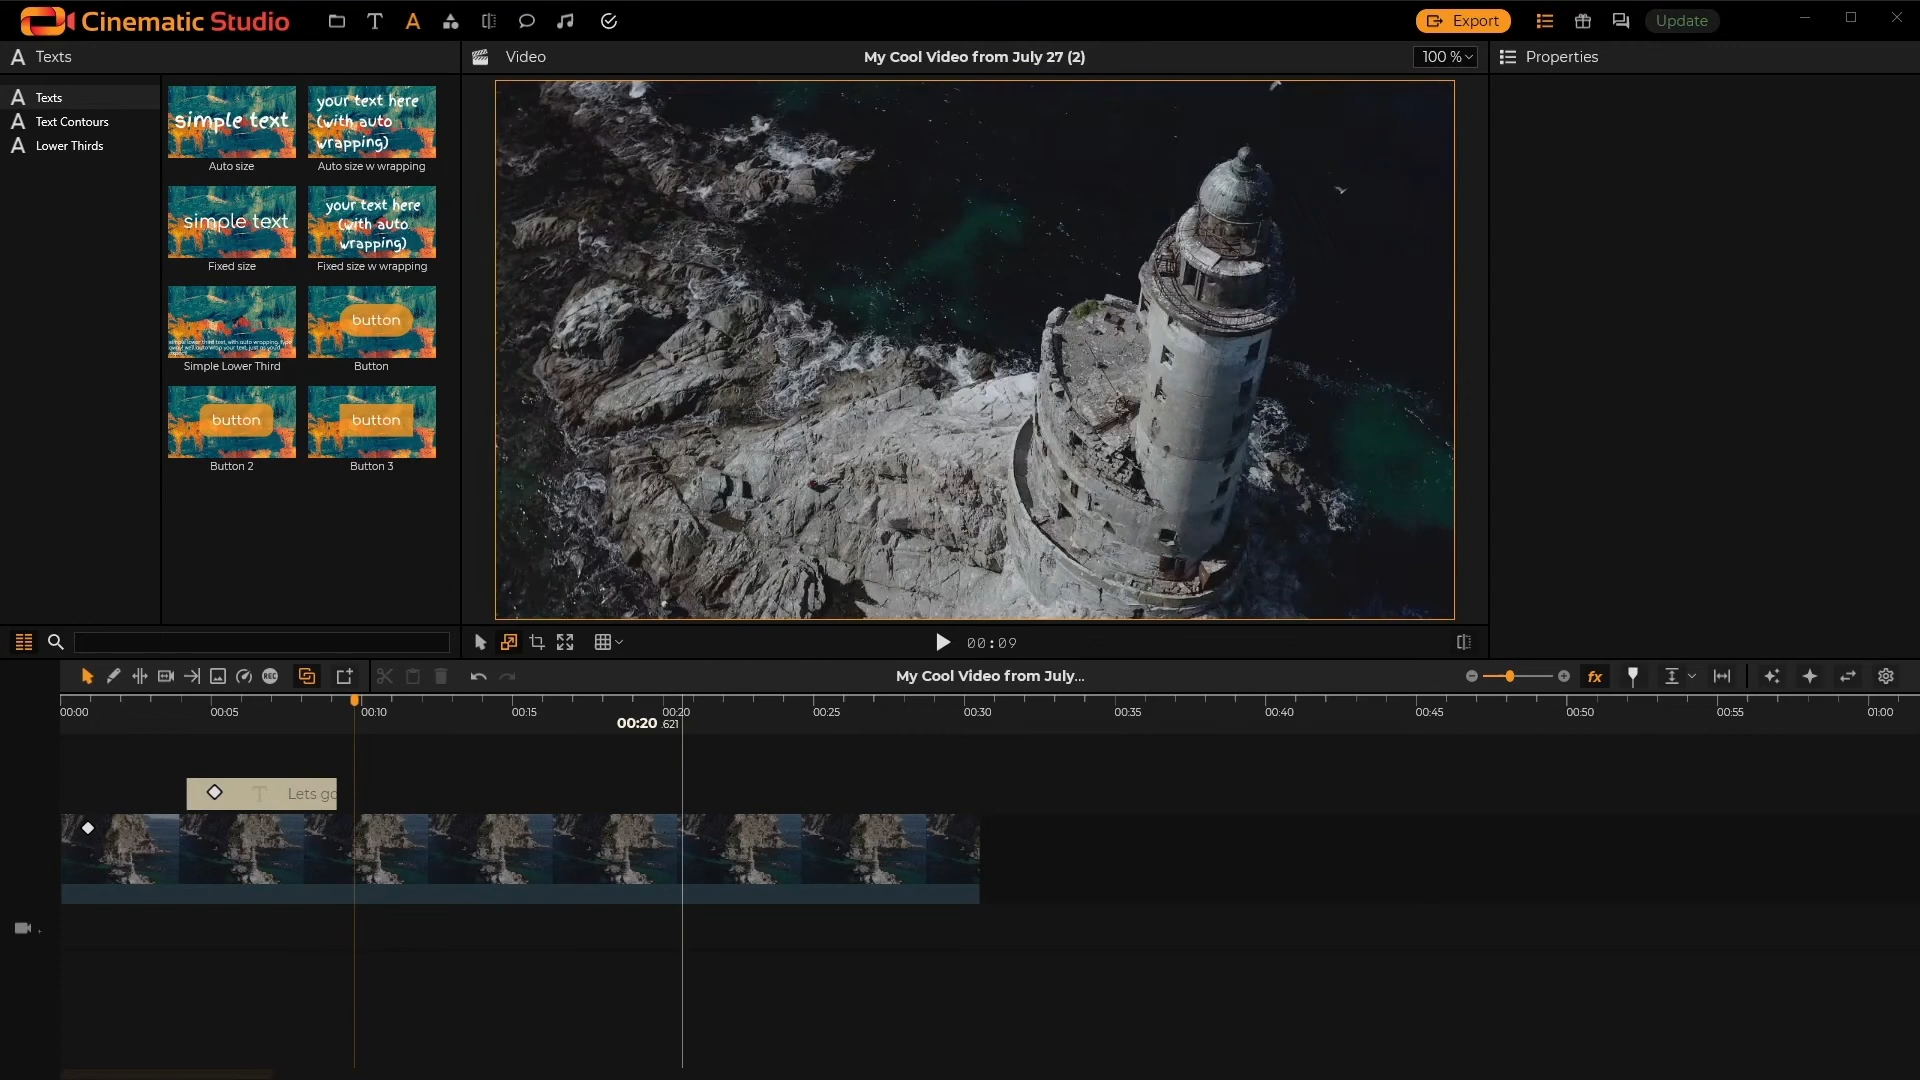 Cinematic Studio
Export
Update
Texts
Video
My Cool Video from July 27 (2)
100 %
Properties
Texts
Text Contours
Lower Thirds
simple text
your text here
(with auto
wrapping)
Auto size
Auto size w wrapping
simple text
your text here
(with auto
wrapping)
Fixed size
Fixed size w wrapping
button
Simple Lower Third
Button
button
button
Button 2
Button 3
00:09
REC
My Cool Video from July...
fx
00:00
00:05
00:10
00:15
00:20
00:25
00:30
00:35
00:40
00:45
00:50
00:55
01:00
00:20 .621
Lets go